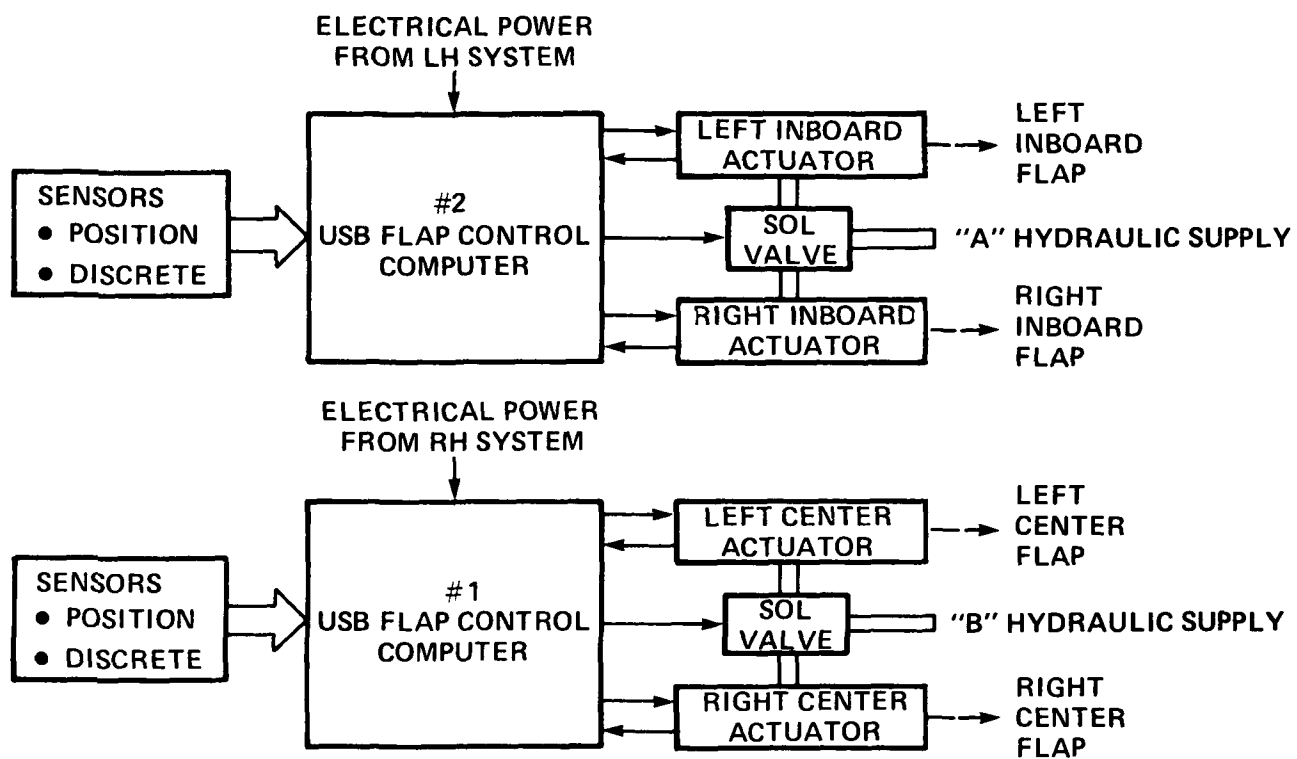 ELECTRICAL POWER
FROM LH SYSTEM
SENSORS
● POSITION
● DISCRETE
#2
USB FLAP CONTROL
COMPUTER
LEFT INBOARD
ACTUATOR
LEFT
INBOARD
FLAP
SOL
VALVE
"A" HYDRAULIC SUPPLY
RIGHT INBOARD
ACTUATOR
RIGHT
INBOARD
FLAP
ELECTRICAL POWER
FROM RH SYSTEM
SENSORS
● POSITION
● DISCRETE
#1
USB FLAP CONTROL
COMPUTER
LEFT CENTER
ACTUATOR
LEFT
CENTER
FLAP
SOL
VALVE
"B" HYDRAULIC SUPPLY
RIGHT CENTER
ACTUATOR
RIGHT
CENTER
FLAP